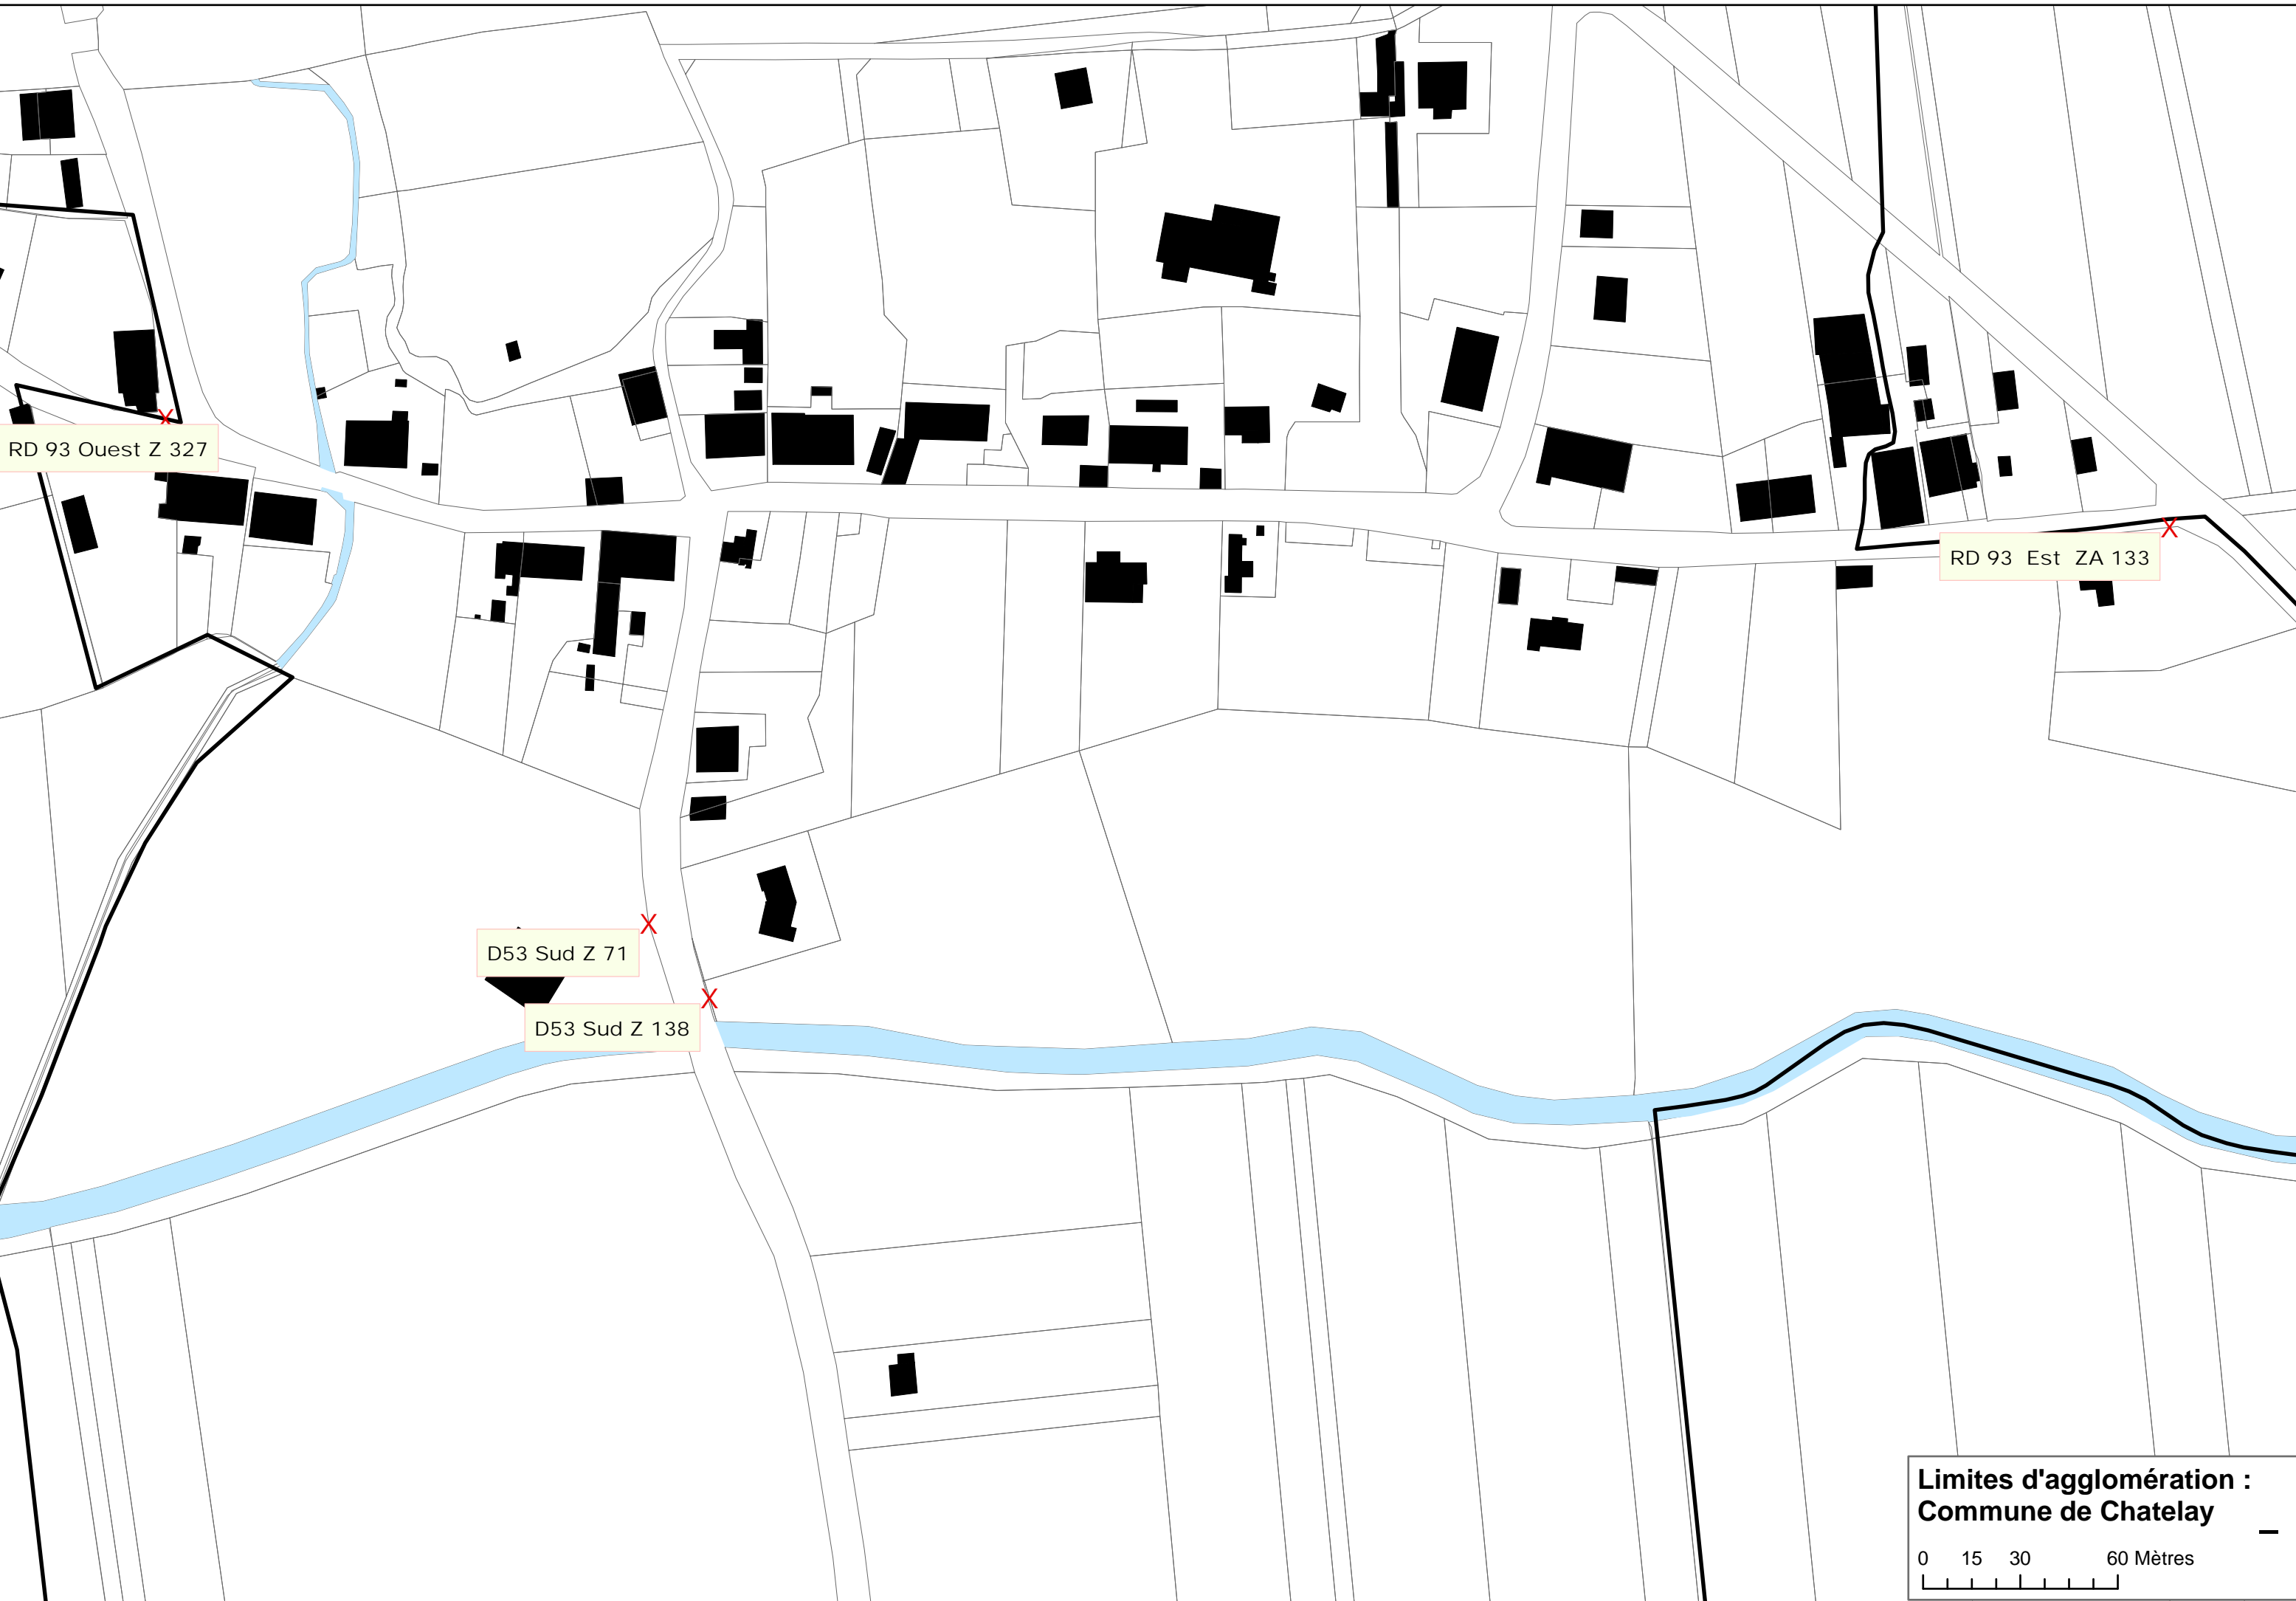 X
RD 93 Ouest Z 327
X
RD 93  Est  ZA 133
X
D53 Sud Z 71
X
D53 Sud Z 138
Limites d'agglomération :
Commune de Chatelay
0 15 30 60 Mètres